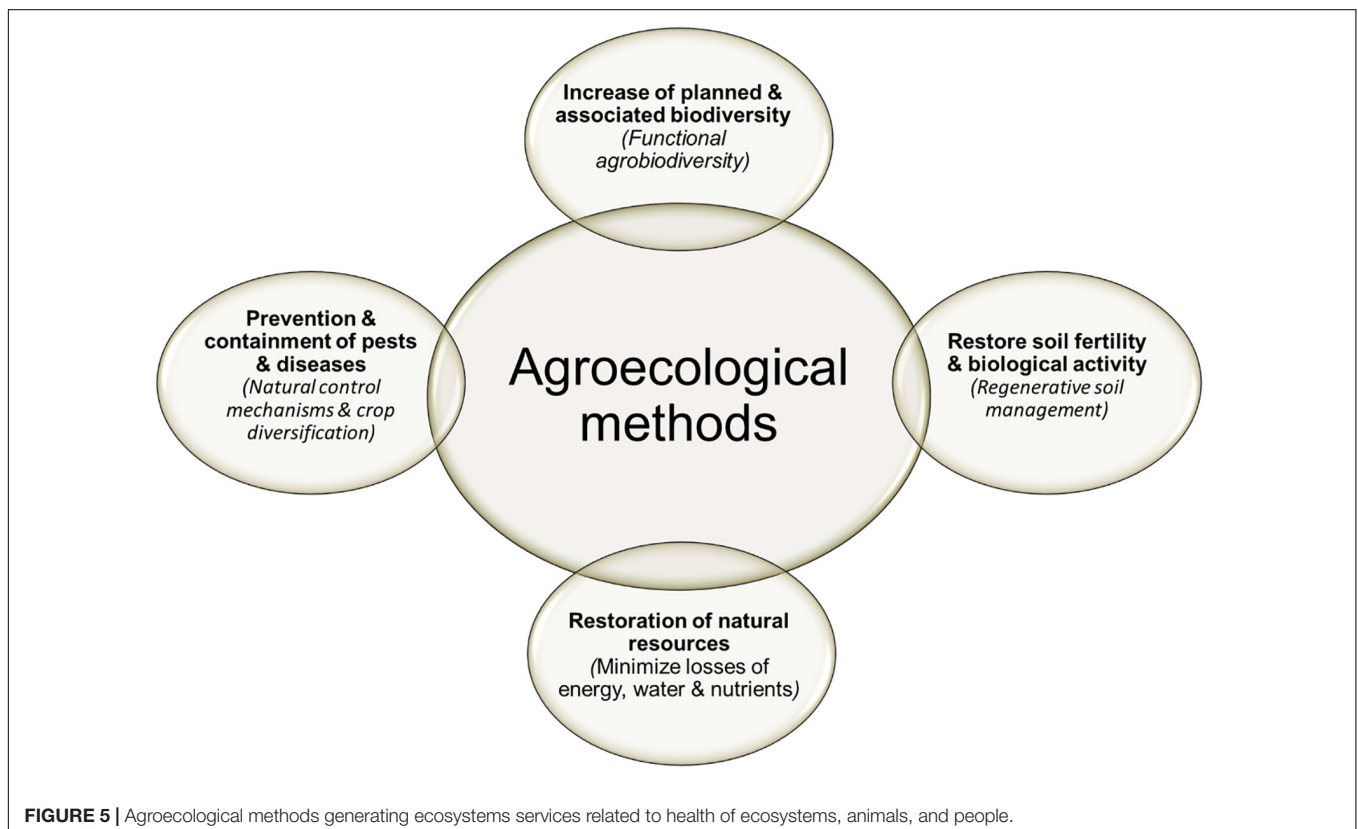 Increase of planned &
associated biodiversity
(Functional
agrobiodiversity)
Prevention &
containment of pests
& diseases
(Natural control
mechanisms & crop
diversification)
Agroecological
methods
Restore soil fertility
& biological activity
(Regenerative soil
management)
Restoration of natural
resources
(Minimize losses of
energy, water & nutrients)
FIGURE 5 | Agroecological methods generating ecosystems services related to health of ecosystems, animals, and people.